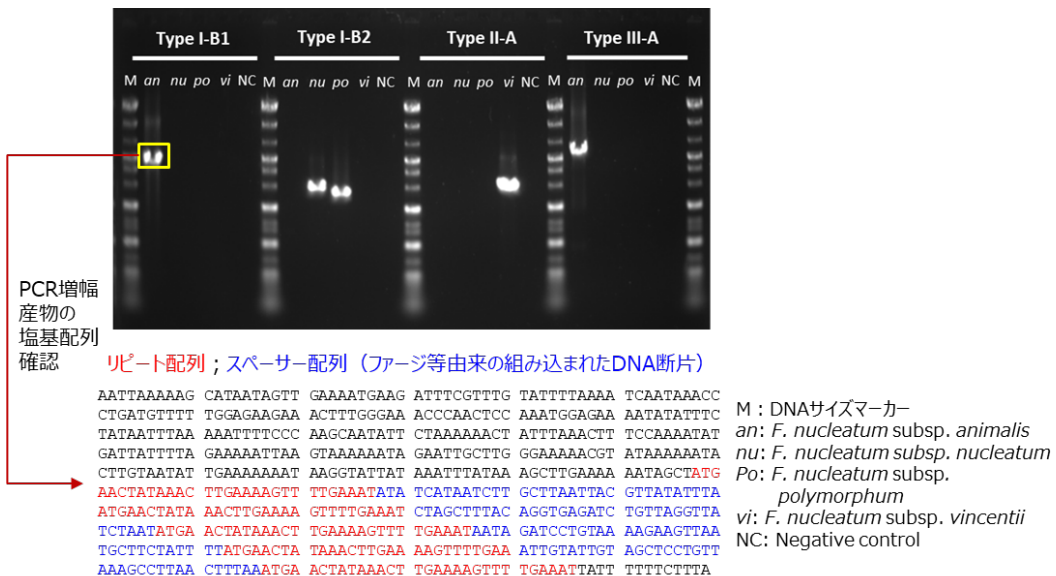 Type I-B1 Type I-B2 Type II-A Type III-A
M an nu po vi NC M an nu po vi NC M an nu po vi NC M an nu po vi NC M
PCR増幅
産物の
塩基配列
確認
リピート配列 ; スペーサー配列（ファージ等由来の組み込まれたDNA断片）
AATTAAAAAG CATAATAGTT GAAAATGAAG ATTTCGTTTG TATTTTAAAA TCAATAAACC
CTGATGTTTT TGGAGAAGAA ACTTTGGGAA ACCCAACTCC AAATGGAGAA AATATATTTC
TATAATTTAA AAATTTTCCC AAGCAATATT CTAAAAAACT ATTTAAACTT TCCAAAATAT
GATTATTTTA GAAAAATTAA GTAAAAAATA GAATTGCTTG GGAAAAACGT ATAAAAAATA
CTTGTAATAT TGAAAAAAAT AAGGTATTAT AAATTTATAA AGCTTGAAAA AATAGCTATG
AACTATAAAC TTGAAAAGTT TTGAAATATA TCATAATCTT GCTTAATTAC GTTATATTTA
ATGAACTATA AACTTGAAAA GTTTTGAAAT CTAGCTTTAC AGGTGAGATC TGTTAGGTTA
TCTAATATGA ACTATAAACT TGAAAAGTTT TGAAATAATA GATCCTGTAA AAGAAGTTAA
TGCTTCTATT TTATGAACTA TAAACTTGAA AAGTTTTGAA ATTGTATTGT AGCTCCTGTT
AAAGCCTTAA CTTTAAATGA ACTATAAACT TGAAAAGTTT TGAAATTATT TTTTCTTTA
M : DNAサイズマーカー
an: F. nucleatum subsp. animalis
nu: F. nucleatum subsp. nucleatum
Po: F. nucleatum subsp.
polymorphum
vi: F. nucleatum subsp. vincentii
NC: Negative control